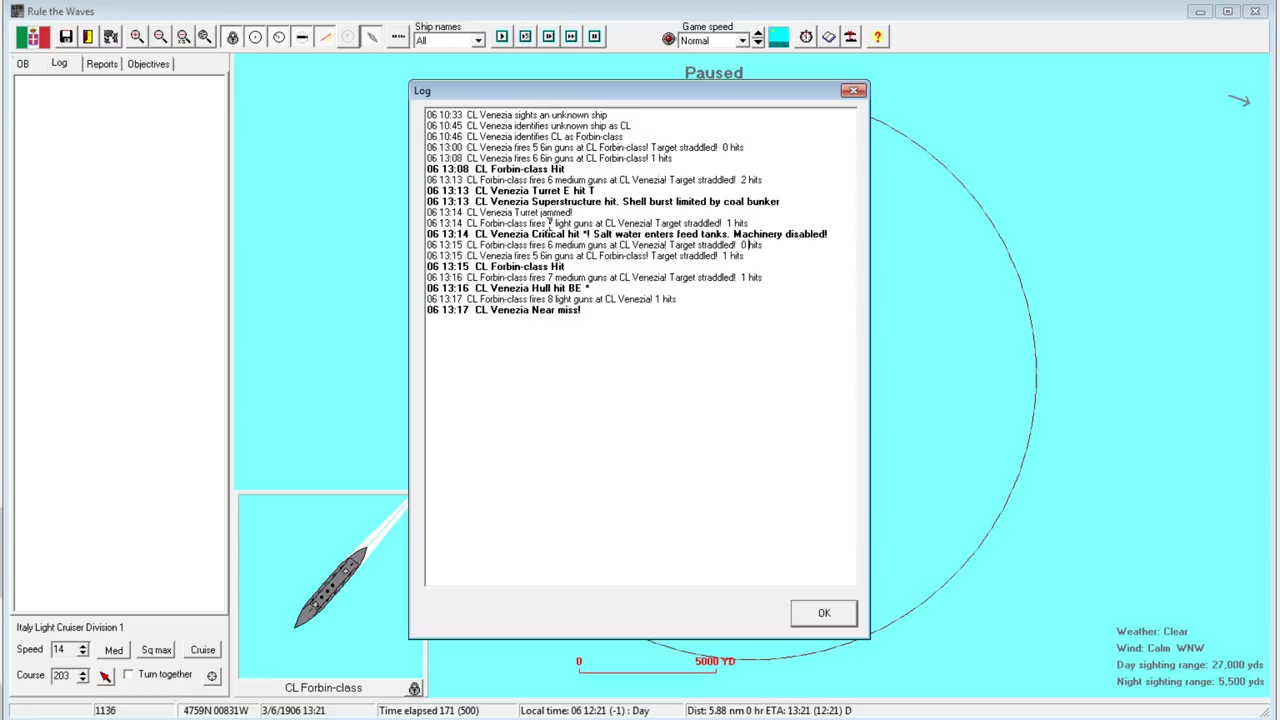 Rule the Waves
Ship names
All
Game speed
Normal
OB Log Reports Objectives
Paused
Log
06 10:33 CL Venezia sights an unknown ship
06 10:45 CL Venezia identifies unknown ship as CL
06 10:46 CL Venezia identifies CL as Forbin-class
06 13:00 CL Venezia fires 5 6in guns at CL Forbin-class! Target straddled! 0 hits
06 13:08 CL Venezia fires 6 6in guns at CL Forbin-class! 1 hits
06 13:08 CL Forbin-class Hit
06 13:13 CL Forbin-class fires 6 medium guns at CL Venezia! Target straddled! 2 hits
06 13:13 CL Venezia Turret E hit T
06 13:13 CL Venezia Superstructure hit. Shell burst limited by coal bunker
06 13:14 CL Venezia Turret jammed!
06 13:14 CL Forbin-class fires light guns at CL Venezia! Target straddled! 1 hits
06 13:14 CL Venezia Critical hit *! Salt water enters feed tanks. Machinery disabled!
06 13:15 CL Forbin-class fires 6 medium guns at CL Venezia! Target straddled! 0 hits
06 13:15 CL Venezia fires 5 6in guns at CL Forbin-class! Target straddled! 1 hits
06 13:15 CL Forbin-class Hit
06 13:16 CL Forbin-class fires 7 medium guns at CL Venezia! Target straddled! 1 hits
06 13:16 CL Venezia Hull hit BE *
06 13:17 CL Forbin-class fires 8 light guns at CL Venezia! 1 hits
06 13:17 CL Venezia Near miss!
OK
Italy Light Cruiser Division 1
Speed 14 Med Sq max Cruise
Course 203 Turn together
CL Forbin-class
0 5000 YD
Weather: Clear
Wind: Calm WNW
Day sighting range: 27,000 yds
Night sighting range: 5,500 yds
1136 4759N 00831W 3/6/1906 13:21 Time elapsed 171 (500) Local time: 06 12:21 (-1) : Day Dist: 5.88 nm 0 hr ETA: 13:21 (12:21) D